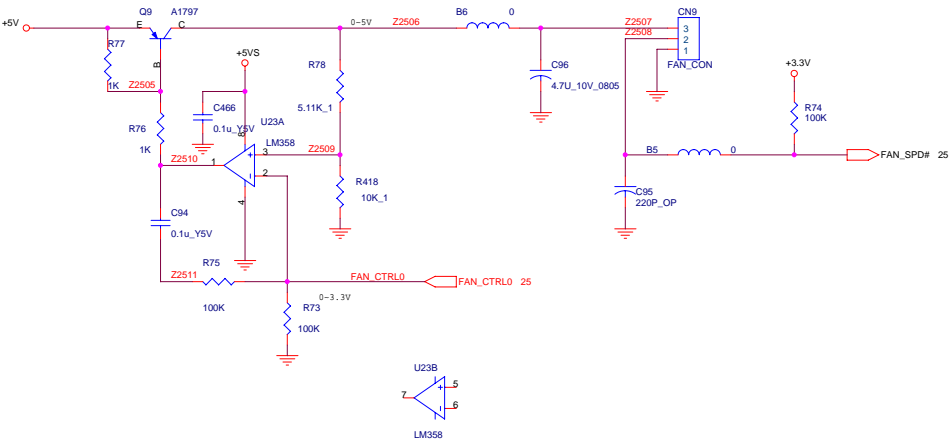 Q9 A1797
B6 0
CN9
+5V
E C
0-5V
Z2506
Z2507
Z2508
3
2
1
FAN_CON
R77
1K
B
+5VS
Z2505
R78
5.11K_1
C96
4.7U_10V_0805
+3.3V
R74
100K
C466
0.1u_Y5V
R76
1K
U23A
LM358
8
Z2510
1
3
2
4
Z2509
B5 0
FAN_SPD# 25
R418
10K_1
C95
220P_OP
C94
0.1u_Y5V
R75
100K
Z2511
FAN_CTRL0
FAN_CTRL0 25
0-3.3V
R73
100K
U23B
7
5
6
LM358
+
-
+
-